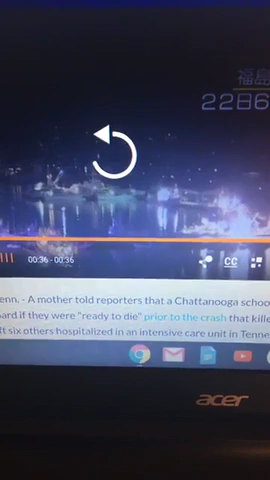 福島
2286
00:36 - 00:36
CC
enn. - A mother told reporters that a Chattanooga schoo
oard if they were "ready to die" prior to the crash that kille
ft six others hospitalized in an intensive care unit in Tenne
acer